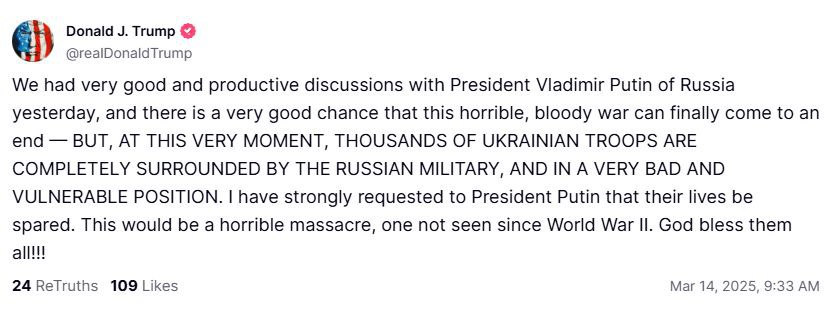 Donald J. Trump
@realDonaldTrump
We had very good and productive discussions with President Vladimir Putin of Russia
yesterday, and there is a very good chance that this horrible, bloody war can finally come to an
end — BUT, AT THIS VERY MOMENT, THOUSANDS OF UKRAINIAN TROOPS ARE
COMPLETELY SURROUNDED BY THE RUSSIAN MILITARY, AND IN A VERY BAD AND
VULNERABLE POSITION. I have strongly requested to President Putin that their lives be
spared. This would be a horrible massacre, one not seen since World War II. God bless them
all!!!
24 ReTruths 109 Likes Mar 14, 2025, 9:33 AM